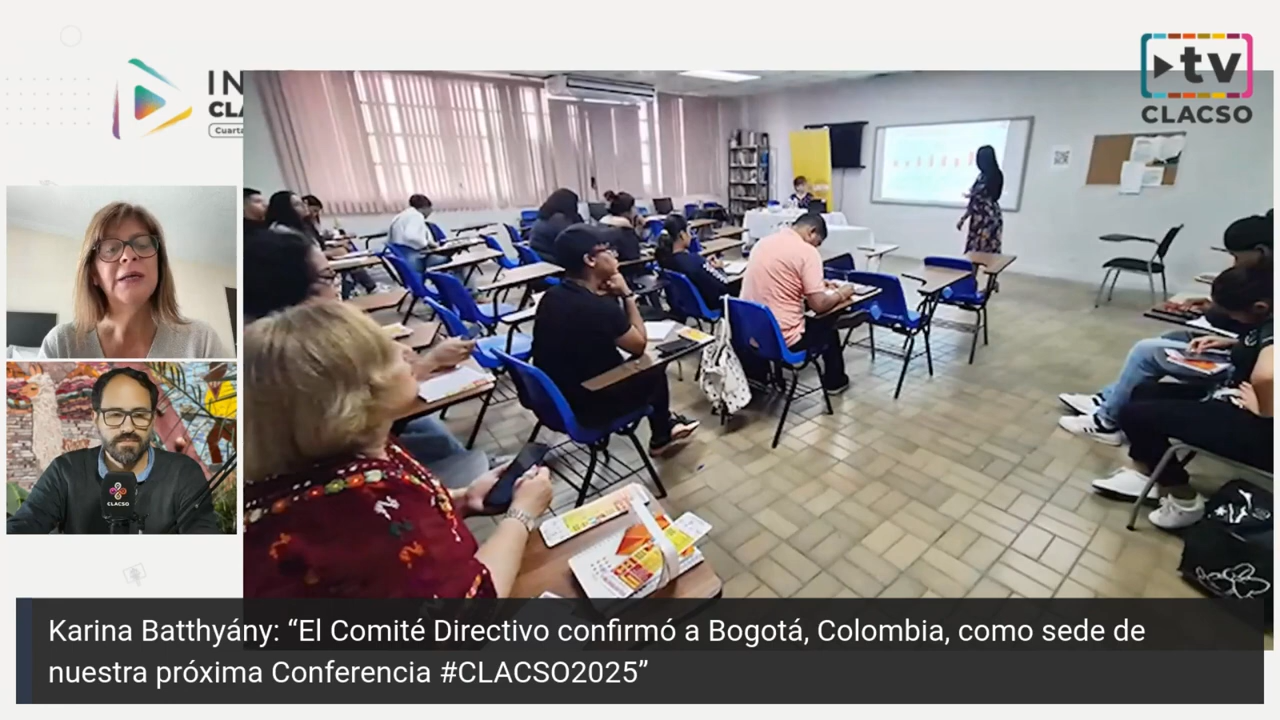 IN
CLA
Cuarta
tv
CLACSO
CLACSO
Karina Batthyány: “El Comité Directivo confirmó a Bogotá, Colombia, como sede de
nuestra próxima Conferencia #CLACSO2025”